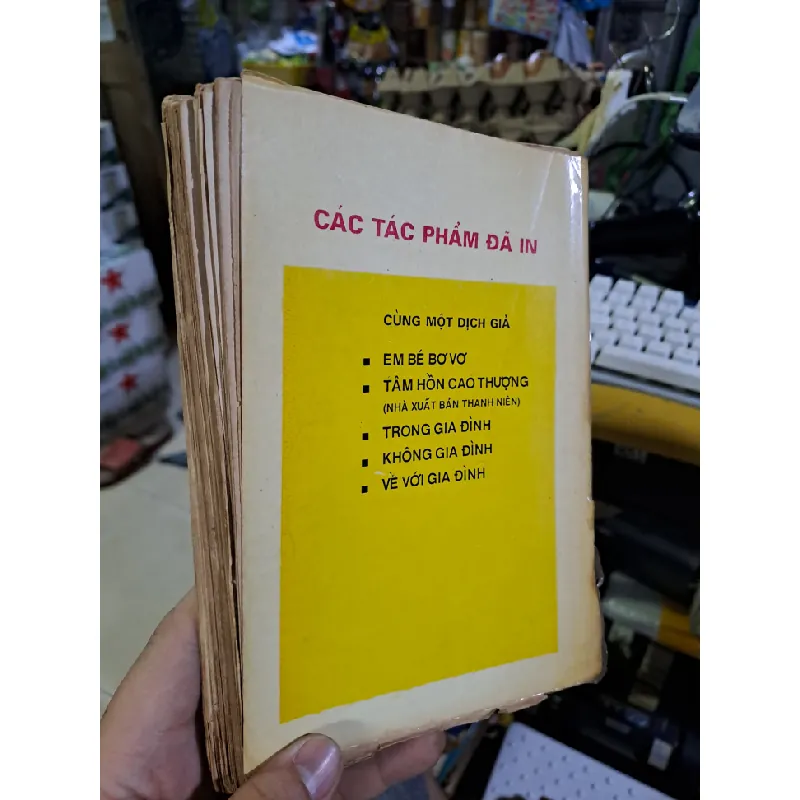 CÁC TÁC PHẨM ĐÃ IN
CÙNG MỘT DỊCH GIẢ
▪ EM BÉ BƠ VƠ
▪ TÂM HỒN CAO THƯỢNG
(NHÀ XUẤT BẢN THANH NIÊN)
▪ TRONG GIA ĐÌNH
▪ KHÔNG GIA ĐÌNH
▪ VỀ VỚI GIA ĐÌNH